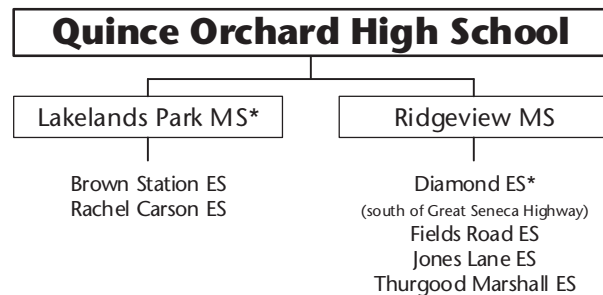 Quince Orchard High School
Lakelands Park MS*
Brown Station ES
Rachel Carson ES
Ridgeview MS
Diamond ES*
(south of Great Seneca Highway)
Fields Road ES
Jones Lane ES
Thurgood Marshall ES